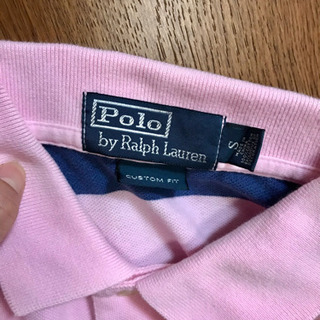 Polo
by Ralph Lauren
CUSTOM FIT
S